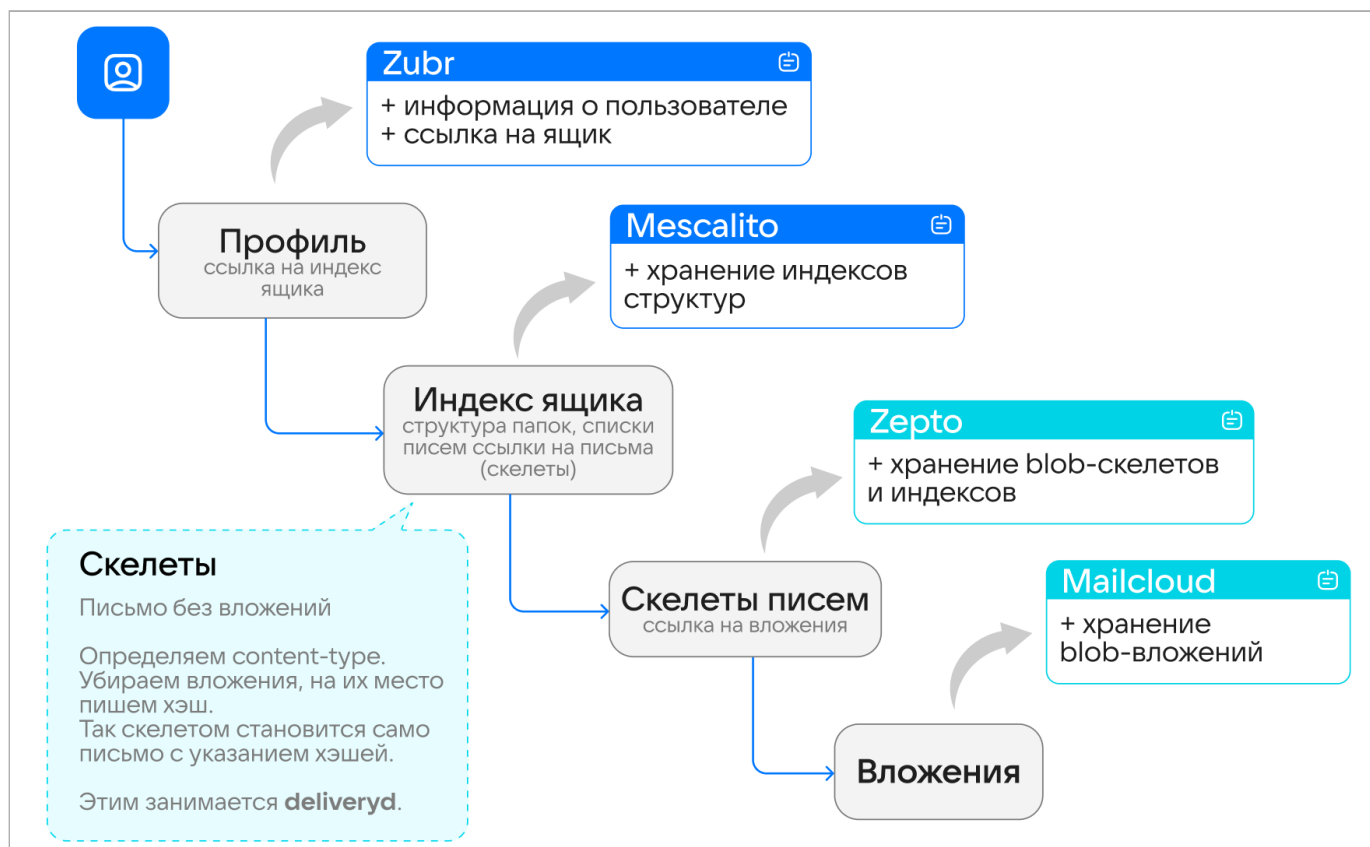 Zubr
+ информация о пользователе
+ ссылка на ящик
Профиль
ссылка на индекс
ящика
Mescalito
+ хранение индексов
структур
Индекс ящика
структура папок, списки
писем ссылки на письма
(скелеты)
Zepto
+ хранение blob-скелетов
и индексов
Скелеты
Письмо без вложений
Определяем content-type.
Убираем вложения, на их место
пишем хэш.
Так скелетом становится само
письмо с указанием хэшей.
Этим занимается deliveryd.
Скелеты писем
ссылка на вложения
Mailcloud
+ хранение
blob-вложений
Вложения